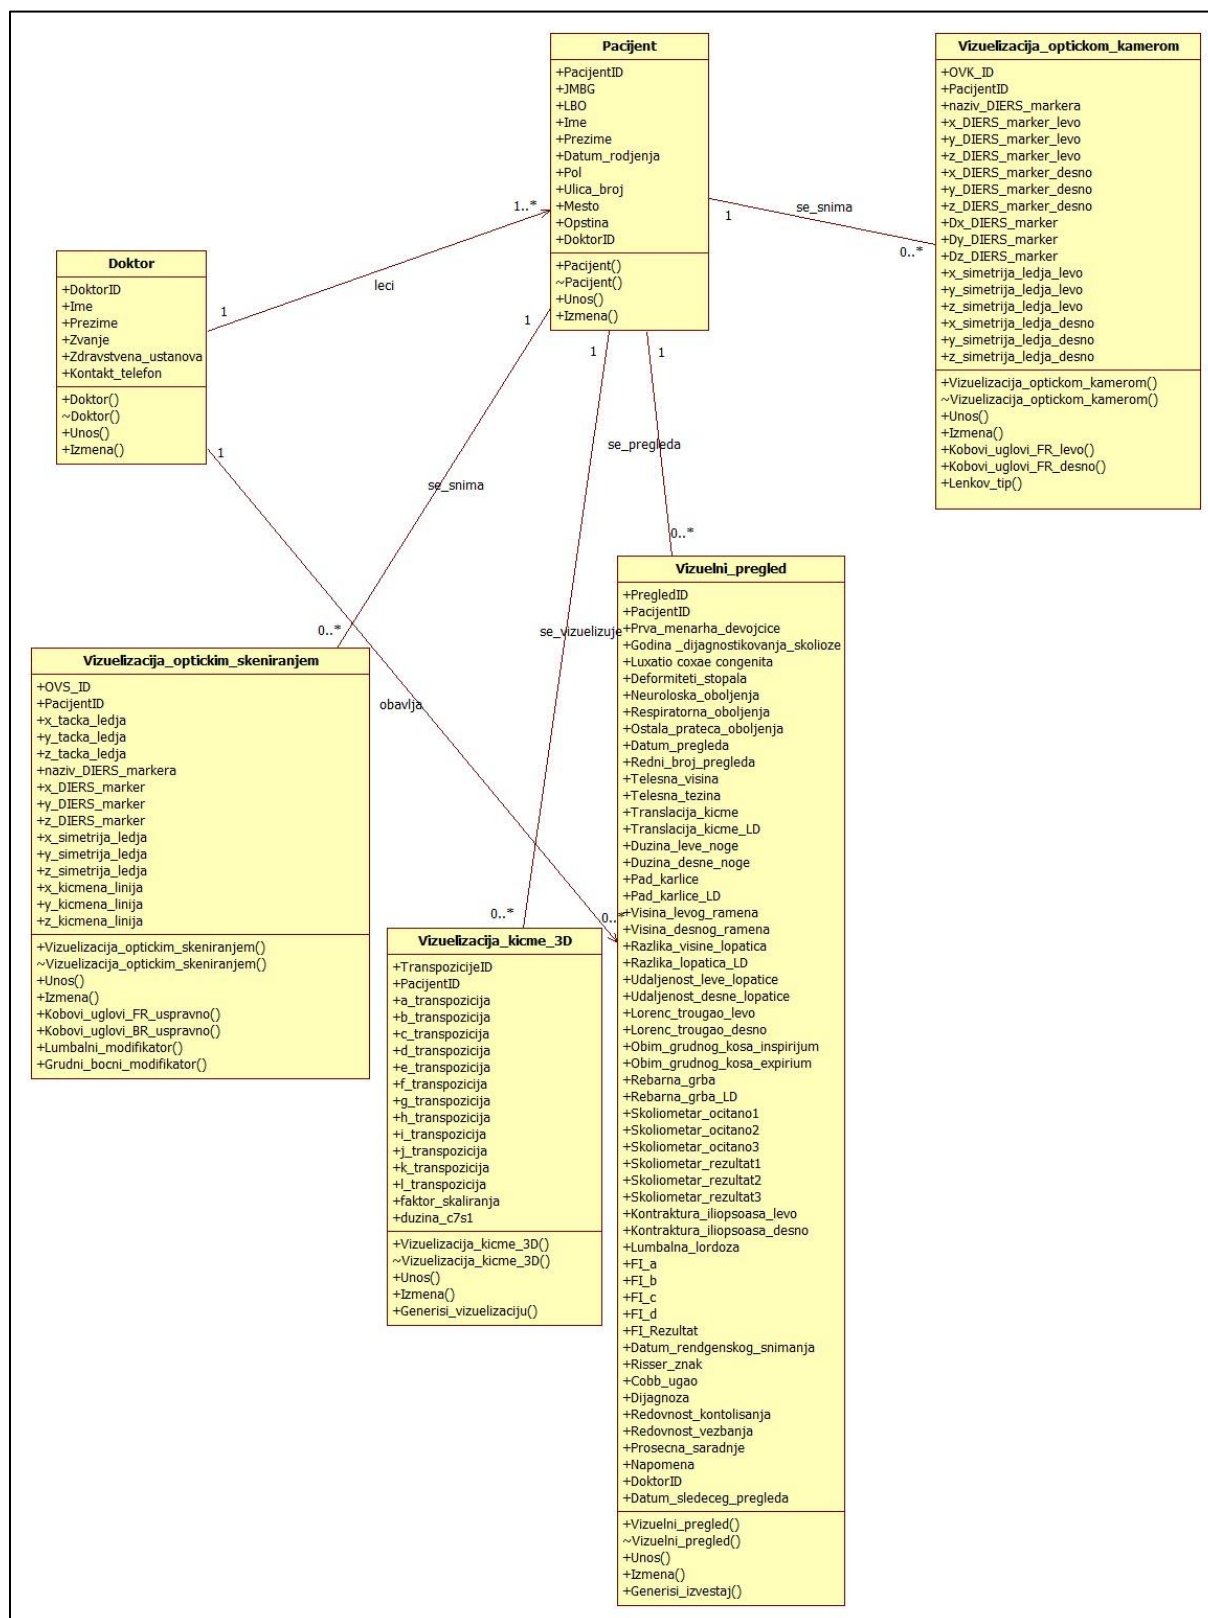 Pacijent
+PacijentID
+JMBG
+LBO
+Ime
+Prezime
+Datum_rodjenja
+Pol
+Ulica_broj
+Mesto
+Opstina
+DoktorID
+Pacijent()
~Pacijent()
+Unos()
+Izmena()
Vizuelizacija_optickom_kamerom
+OVK_ID
+PacijentID
+naziv_DIERS_markera
+x_DIERS_marker_levo
+y_DIERS_marker_levo
+z_DIERS_marker_levo
+x_DIERS_marker_desno
+y_DIERS_marker_desno
+z_DIERS_marker_desno
+Dx_DIERS_marker
+Dy_DIERS_marker
+Dz_DIERS_marker
+x_simetrija_ledja_levo
+y_simetrija_ledja_levo
+z_simetrija_ledja_levo
+x_simetrija_ledja_desno
+y_simetrija_ledja_desno
+z_simetrija_ledja_desno
+Vizuelizacija_optickom_kamerom()
~Vizuelizacija_optickom_kamerom()
+Unos()
+Izmena()
+Kobovi_uglovi_FR_levo()
+Kobovi_uglovi_FR_desno()
+Lenkov_tip()
1
se_snima
0..*
Doktor
+DoktorID
+Ime
+Prezime
+Zvanje
+Zdravstvena_ustanova
+Kontakt_telefon
+Doktor()
~Doktor()
+Unos()
+Izmena()
1
leci
1..*
1
se_snima
0..*
1
se_vizuelizuje
0..*
1
se_pregleda
0..*
1
obavlja
0..*
Vizuelizacija_optickim_skeniranjem
+OVS_ID
+PacijentID
+x_tacka_ledja
+y_tacka_ledja
+z_tacka_ledja
+naziv_DIERS_markera
+x_DIERS_marker
+y_DIERS_marker
+z_DIERS_marker
+x_simetrija_ledja
+y_simetrija_ledja
+z_simetrija_ledja
+x_kicmena_linija
+y_kicmena_linija
+z_kicmena_linija
+Vizuelizacija_optickim_skeniranjem()
~Vizuelizacija_optickim_skeniranjem()
+Unos()
+Izmena()
+Kobovi_uglovi_FR_uspravno()
+Kobovi_uglovi_BR_uspravno()
+Lumbalni_modifikator()
+Grudni_bocni_modifikator()
Vizuelizacija_kicme_3D
+TranspozicijeID
+PacijentID
+a_transpozicija
+b_transpozicija
+c_transpozicija
+d_transpozicija
+e_transpozicija
+f_transpozicija
+g_transpozicija
+h_transpozicija
+i_transpozicija
+j_transpozicija
+k_transpozicija
+l_transpozicija
+faktor_skaliranja
+duzina_c7s1
+Vizuelizacija_kicme_3D()
~Vizuelizacija_kicme_3D()
+Unos()
+Izmena()
+Generisi_vizuelizaciju()
Vizuelni_pregled
+PregledID
+PacijentID
+Prva_menarha_devojcice
+Godina _dijagnostikovanja_skolioze
+Luxatio coxae congenita
+Deformiteti_stopala
+Neuroloska_oboljenja
+Respiratorna_oboljenja
+Ostala_prateca_oboljenja
+Datum_pregleda
+Redni_broj_pregleda
+Telesna_visina
+Telesna_tezina
+Translacija_kicme
+Translacija_kicme_LD
+Duzina_leve_noge
+Duzina_desne_noge
+Pad_karlice
+Pad_karlice_LD
+Visina_levog_ramena
+Visina_desnog_ramena
+Razlika_visine_lopatica
+Razlika_lopatica_LD
+Udaljenost_leve_lopatice
+Udaljenost_desne_lopatice
+Lorenc_trougao_levo
+Lorenc_trougao_desno
+Obim_grudnog_kosa_inspirijum
+Obim_grudnog_kosa_expirium
+Rebarna_grba
+Rebarna_grba_LD
+Skoliometar_ocitano1
+Skoliometar_ocitano2
+Skoliometar_ocitano3
+Skoliometar_rezultat1
+Skoliometar_rezultat2
+Skoliometar_rezultat3
+Kontraktura_iliopsoasa_levo
+Kontraktura_iliopsoasa_desno
+Lumbalna_lordoza
+FI_a
+FI_b
+FI_c
+FI_d
+FI_Rezultat
+Datum_rendgenskog_snimanja
+Risser_znak
+Cobb_ugao
+Dijagnoza
+Redovnost_kontolisanja
+Redovnost_vezbanja
+Prosecna_saradnje
+Napomena
+DoktorID
+Datum_sledeceg_pregleda
+Vizuelni_pregled()
~Vizuelni_pregled()
+Unos()
+Izmena()
+Generisi_izvestaj()